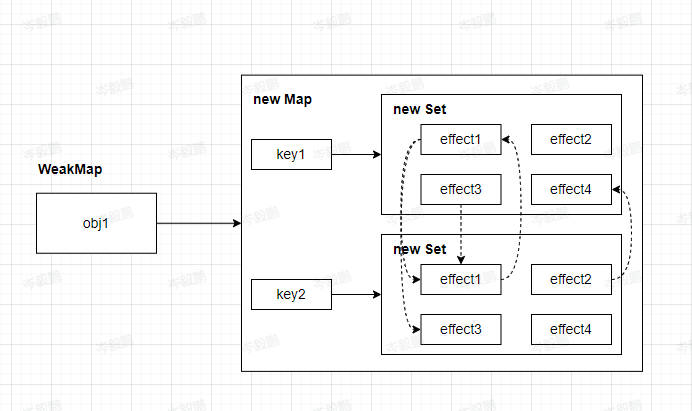 new Map
new Set
effect1
effect2
key1
WeakMap
effect3
effect4
obj1
new Set
effect1
effect2
key2
effect3
effect4